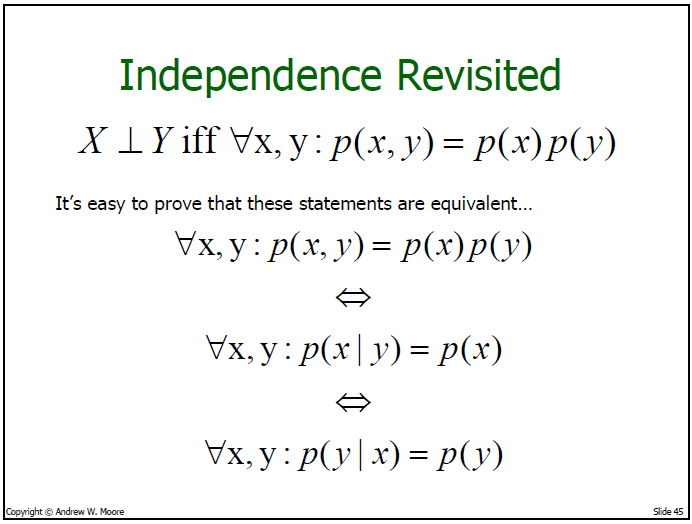 Independence Revisited
X ⊥ Y iff ∀x, y : p(x, y) = p(x)p(y)
It's easy to prove that these statements are equivalent...
∀x, y : p(x, y) = p(x)p(y)
⇔
∀x, y : p(x | y) = p(x)
⇔
∀x, y : p(y | x) = p(y)
Copyright © Andrew W. Moore
Slide 45